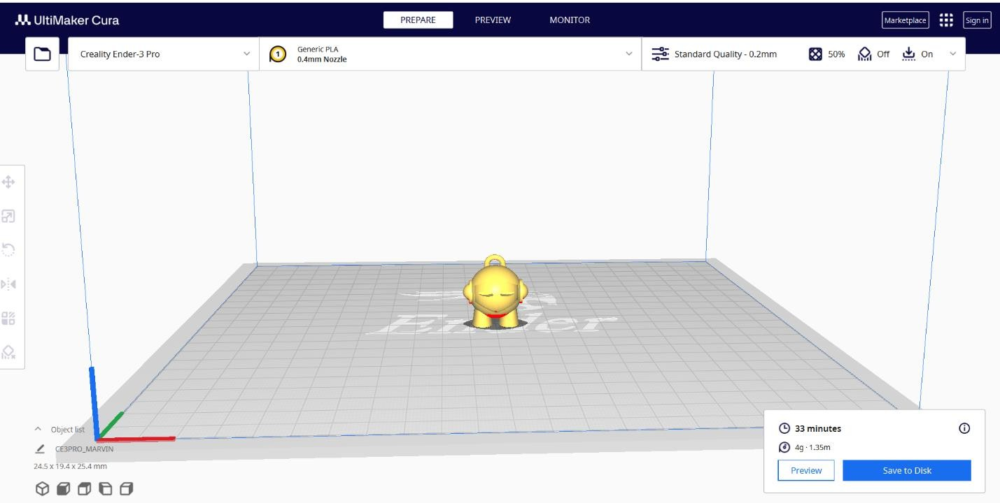 UltiMaker Cura
PREPARE
PREVIEW
MONITOR
Marketplace
Sign in
Creality Ender-3 Pro
1
Generic PLA
0.4mm Nozzle
Standard Quality - 0.2mm
50%
Off
On
Ender
Object list
CE3PRO_MARVIN
24.5 x 19.4 x 25.4 mm
33 minutes
4g · 1.35m
Preview
Save to Disk